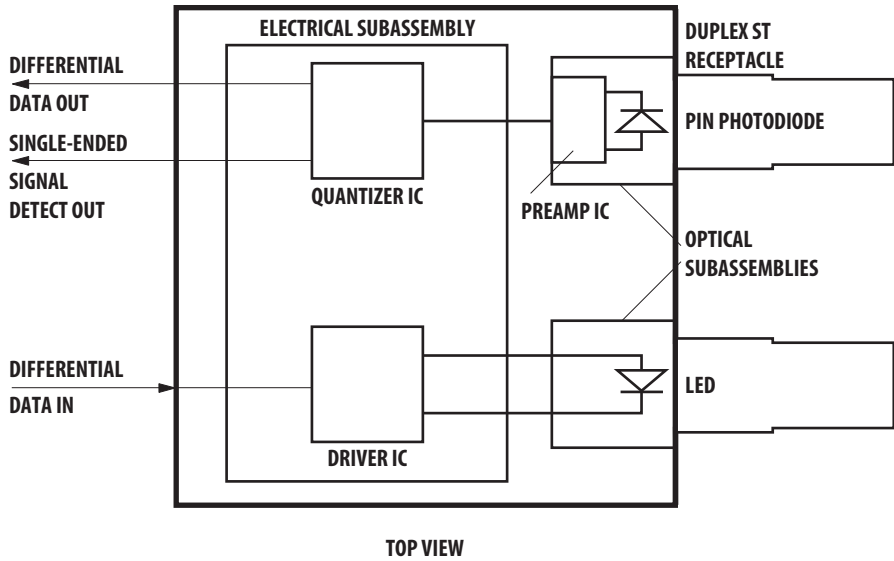 ELECTRICAL SUBASSEMBLY
DUPLEX ST
RECEPTACLE
DIFFERENTIAL
DATA OUT
SINGLE-ENDED
SIGNAL
DETECT OUT
QUANTIZER IC
PREAMP IC
PIN PHOTODIODE
OPTICAL
SUBASSEMBLIES
DIFFERENTIAL
DATA IN
DRIVER IC
LED
TOP VIEW